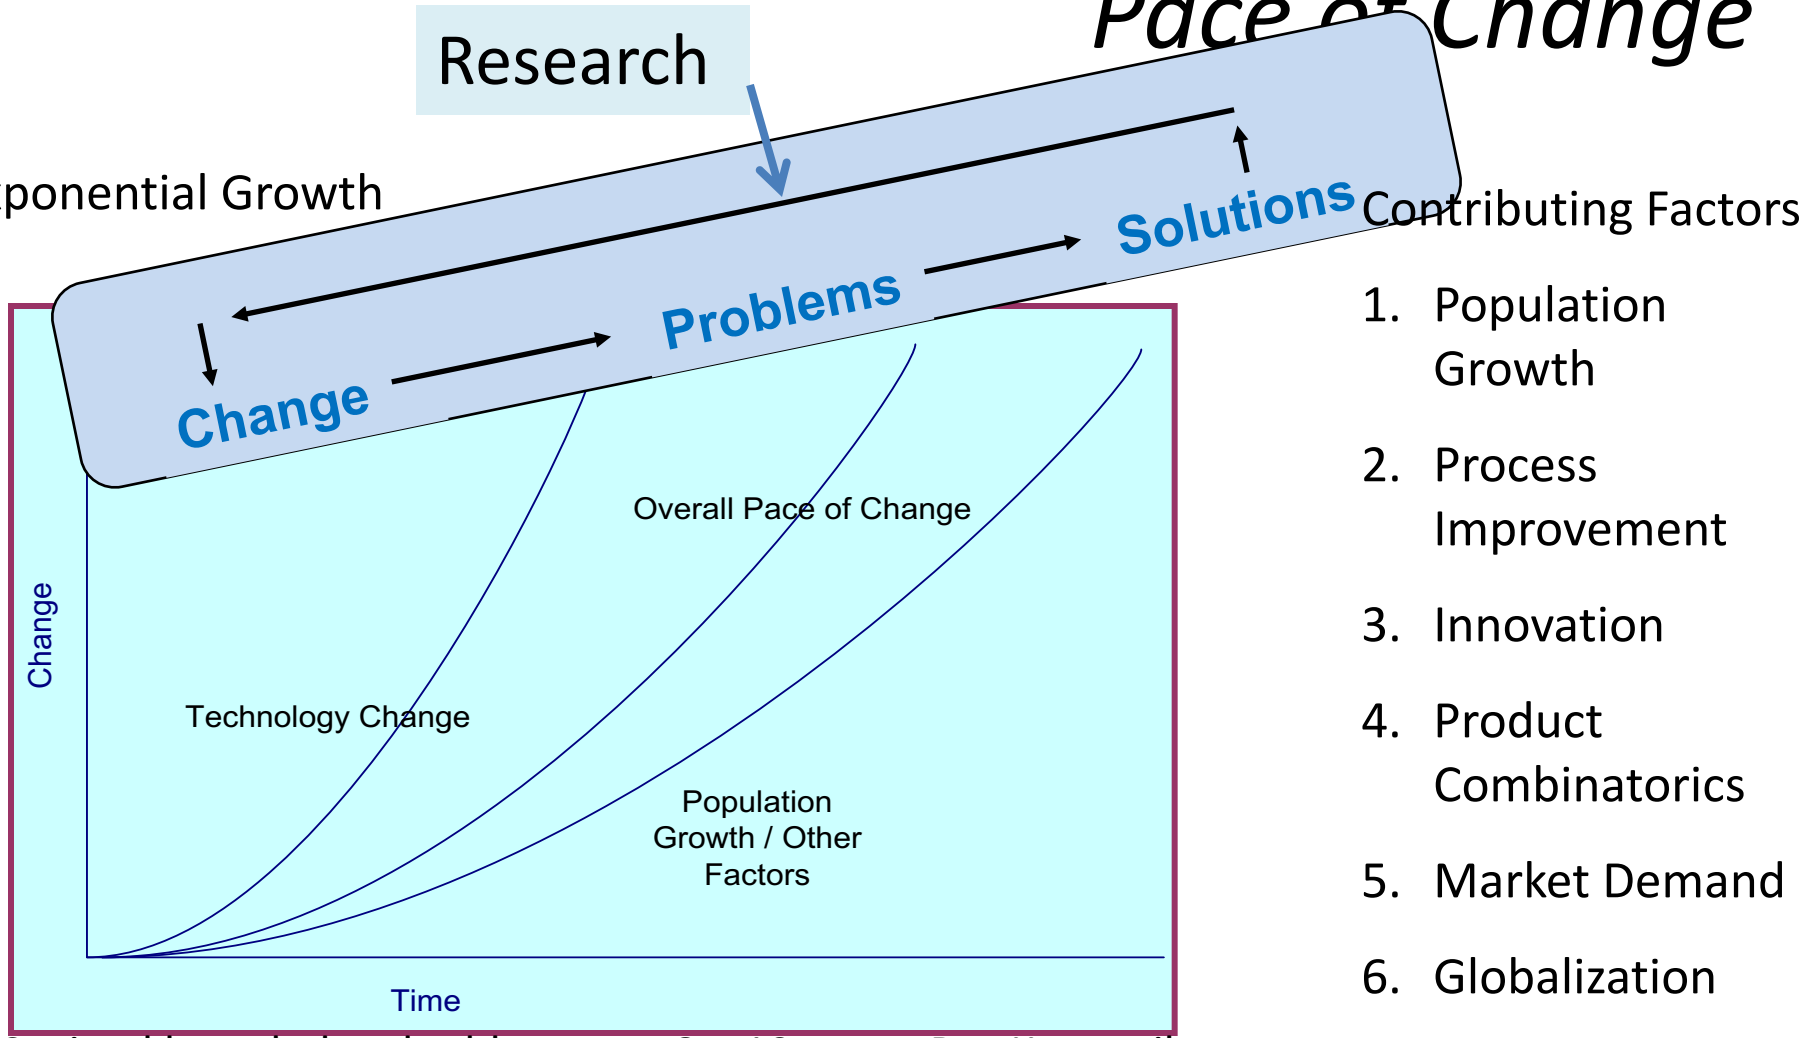 Pace of Change
Research
xponential Growth
Change
Problems
Solutions
Contributing Factors
1. Population
Growth
2. Process
Improvement
3. Innovation
4. Product
Combinatorics
5. Market Demand
6. Globalization
Change
Overall Pace of Change
Technology Change
Population
Growth / Other
Factors
Time